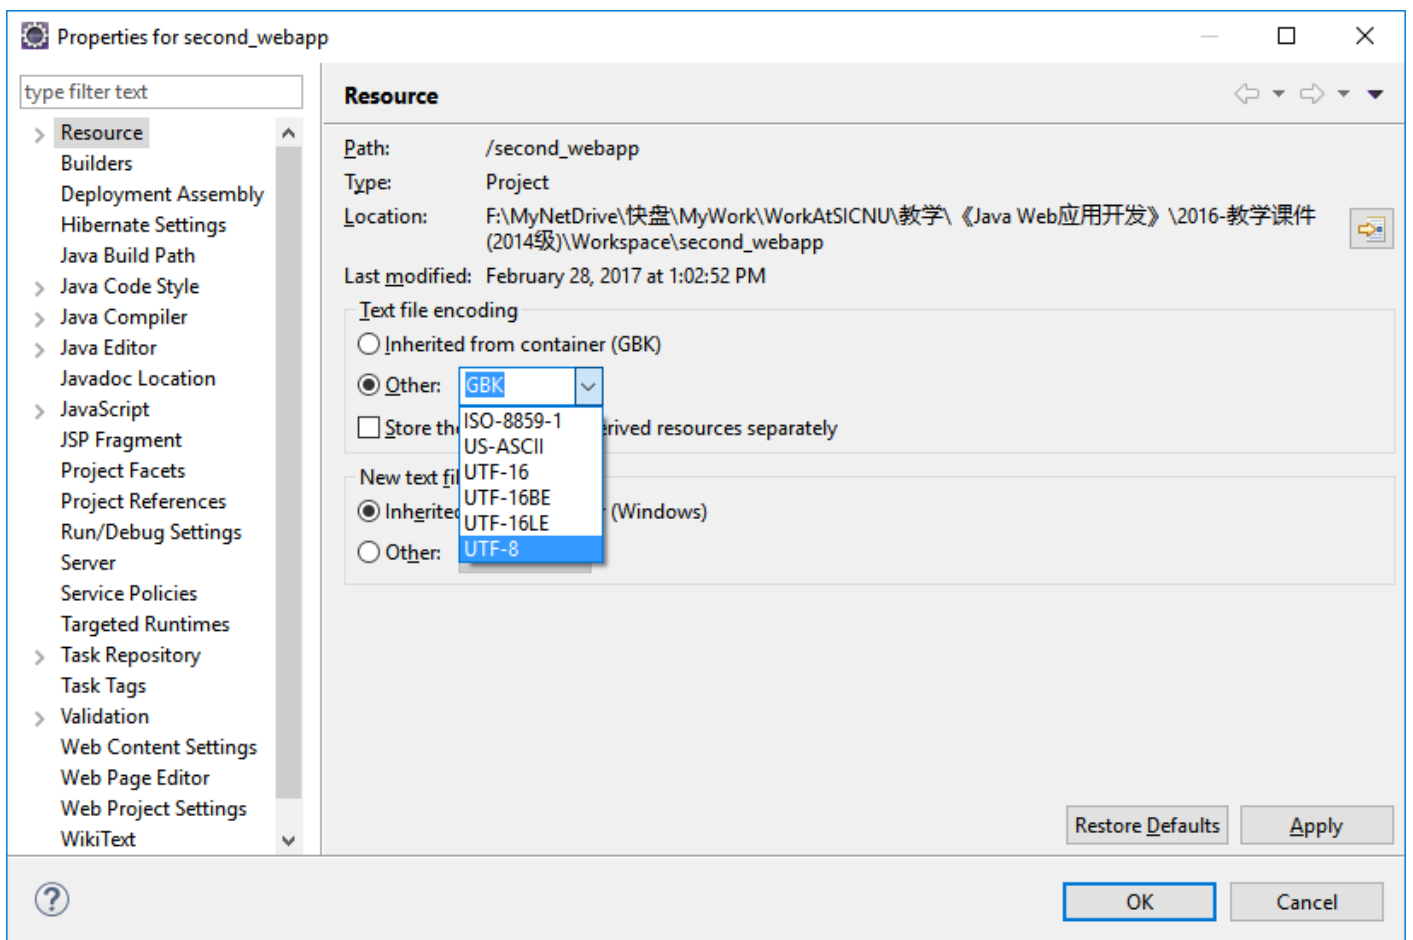 Properties for second_webapp
type filter text
Resource
Builders
Deployment Assembly
Hibernate Settings
Java Build Path
Java Code Style
Java Compiler
Java Editor
Javadoc Location
JavaScript
JSP Fragment
Project Facets
Project References
Run/Debug Settings
Server
Service Policies
Targeted Runtimes
Task Repository
Task Tags
Validation
Web Content Settings
Web Page Editor
Web Project Settings
WikiText
Resource
Path: /second_webapp
Type: Project
Location: F:\MyNetDrive\快盘\MyWork\WorkAtSICNU\教学\《Java Web应用开发》\2016-教学课件
(2014级)\Workspace\second_webapp
Last modified: February 28, 2017 at 1:02:52 PM
Text file encoding
Inherited from container (GBK)
Other: GBK
ISO-8859-1
US-ASCII
UTF-16
UTF-16BE
UTF-16LE
UTF-8
Store th rived resources separately
New text fil
Inherited (Windows)
Other:
Restore Defaults Apply
OK Cancel